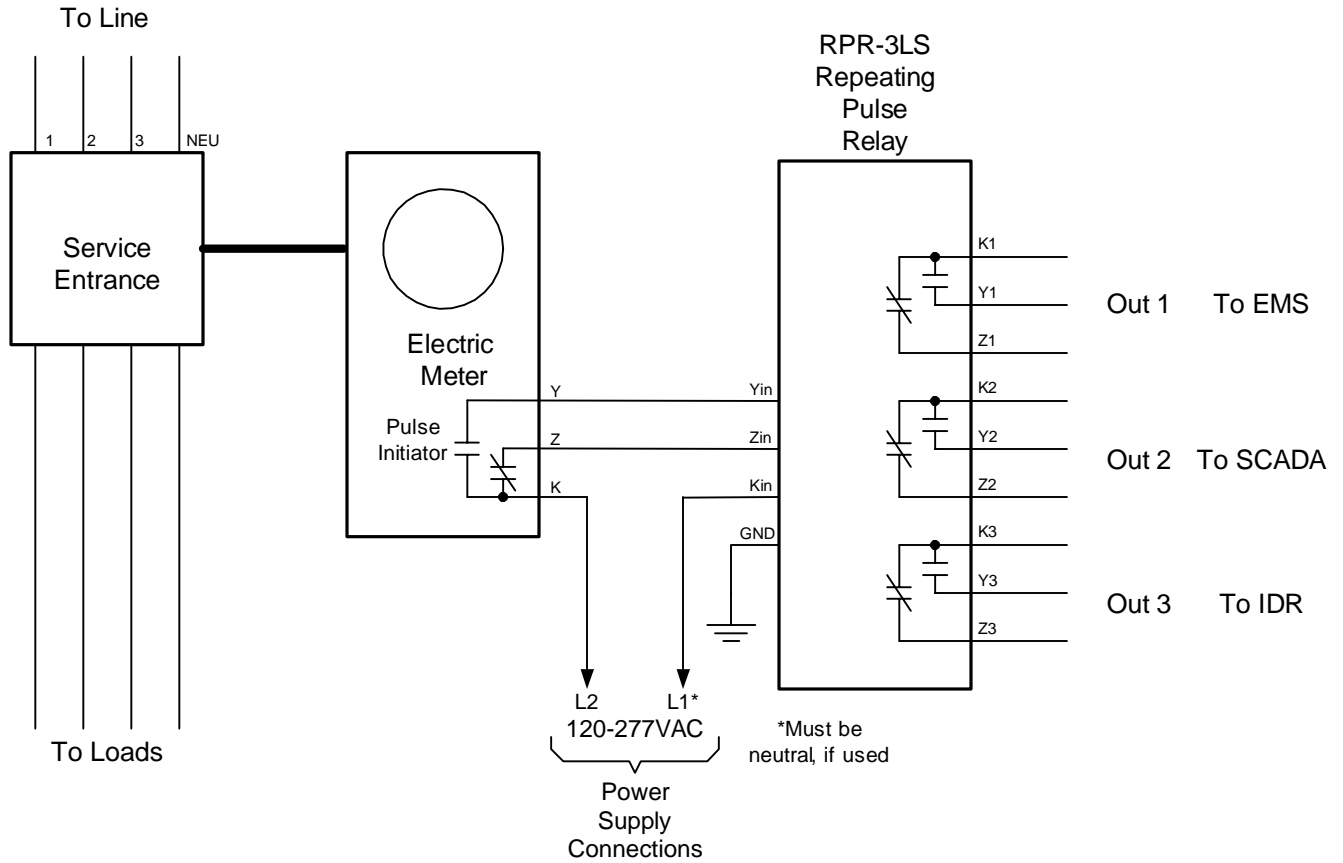 To Line
1
2
3
NEU
Service
Entrance
To Loads
Electric
Meter
Pulse
Initiator
Y
Z
K
Yin
Zin
Kin
GND
L2
L1*
120-277VAC
*Must be
neutral, if used
Power
Supply
Connections
RPR-3LS
Repeating
Pulse
Relay
K1
Y1
Z1
Out 1
To EMS
K2
Y2
Z2
Out 2
To SCADA
K3
Y3
Z3
Out 3
To IDR